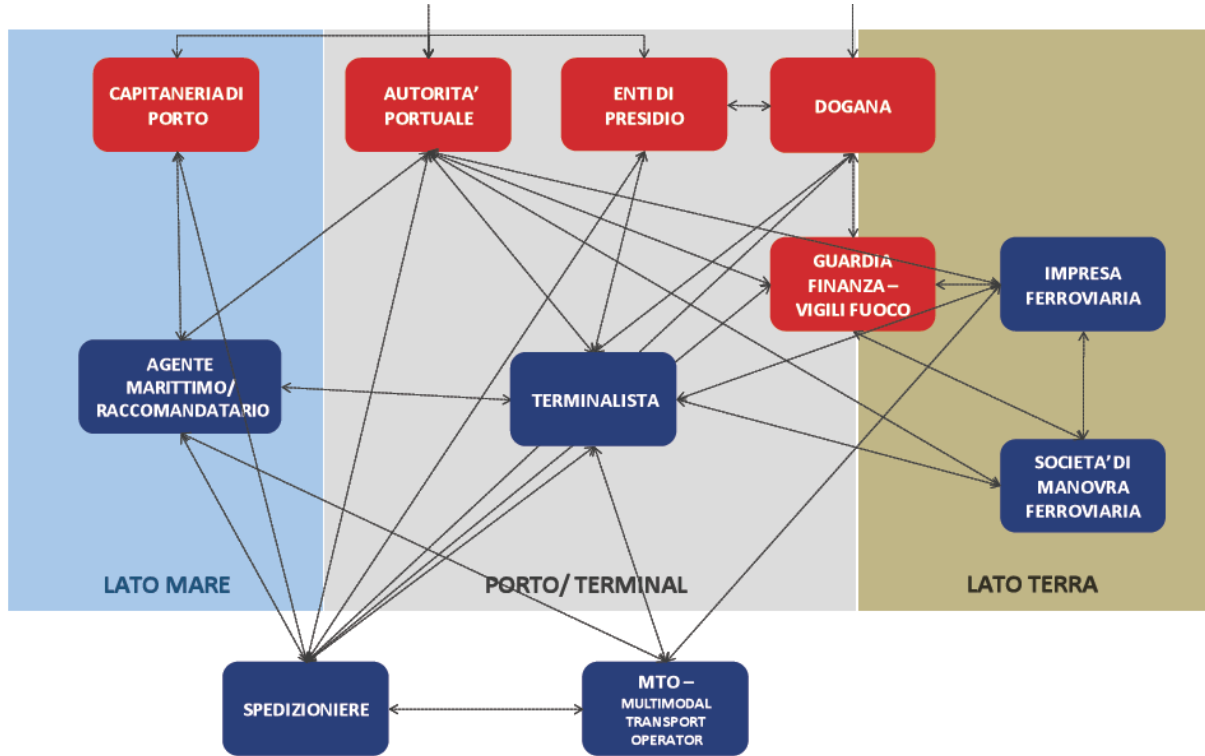 CAPITANERIA DI
PORTO
AUTORITA’
PORTUALE
ENTI DI
PRESIDIO
DOGANA
GUARDIA
FINANZA –
VIGILI FUOCO
IMPRESA
FERROVIARIA
AGENTE
MARITTIMO/
RACCOMANDATARIO
TERMINALISTA
SOCIETA’ DI
MANOVRA
FERROVIARIA
LATO MARE
PORTO/ TERMINAL
LATO TERRA
SPEDIZIONIERE
MTO –
MULTIMODAL
TRANSPORT
OPERATOR